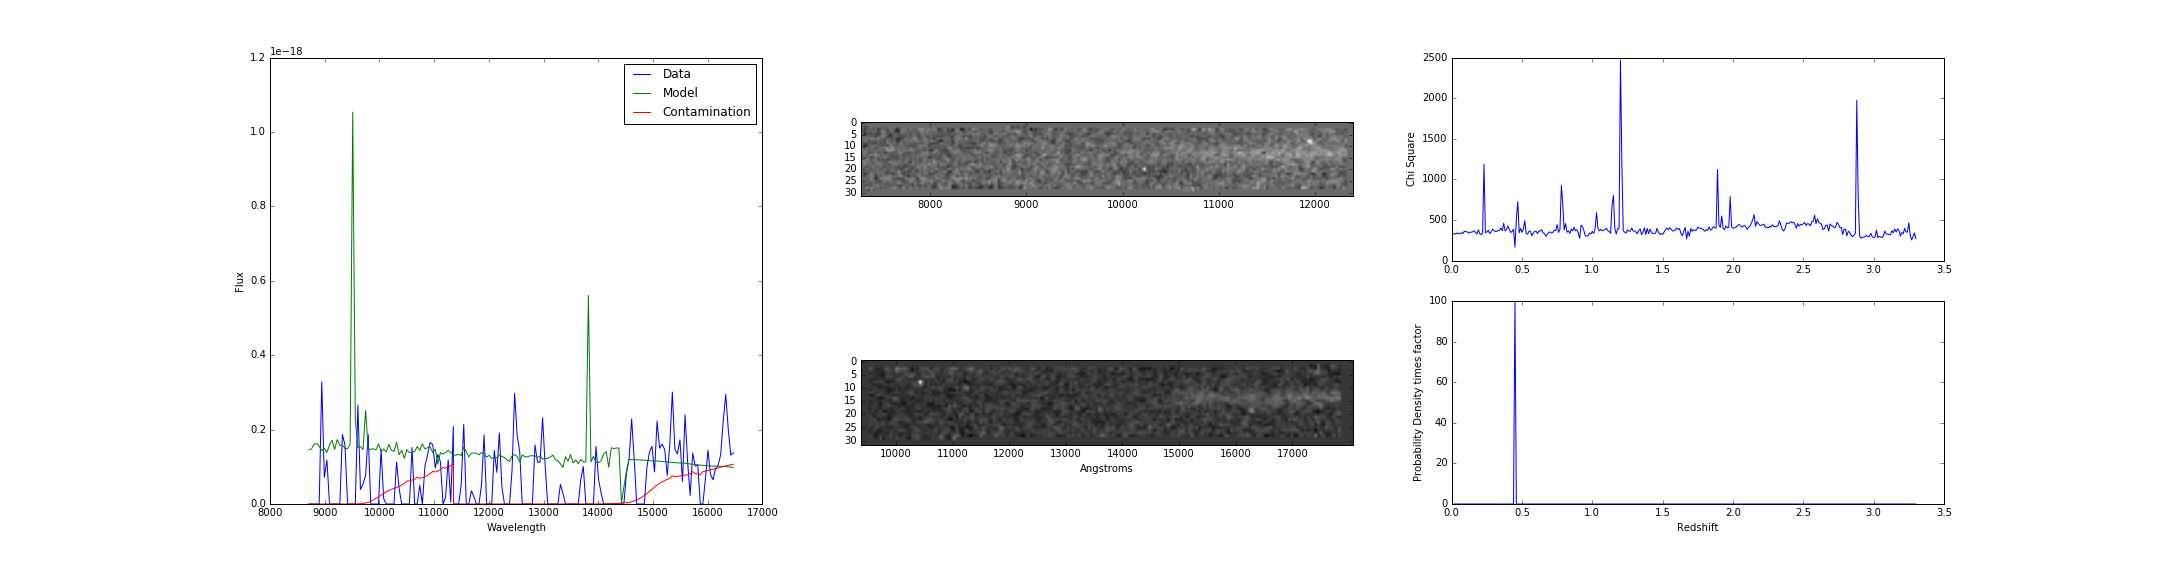 1e−18
1.2
1.0
0.8
0.6
0.4
0.2
0.0
Flux
8000 9000 10000 11000 12000 13000 14000 15000 16000 17000
Wavelength
Data
Model
Contamination
0
5
10
15
20
25
30
8000 9000 10000 11000 12000
0
5
10
15
20
25
30
10000 11000 12000 13000 14000 15000 16000 17000
Angstroms
2500
2000
1500
1000
500
0
Chi Square
0.0 0.5 1.0 1.5 2.0 2.5 3.0 3.5
100
80
60
40
20
0
Probability Density times factor
0.0 0.5 1.0 1.5 2.0 2.5 3.0 3.5
Redshift